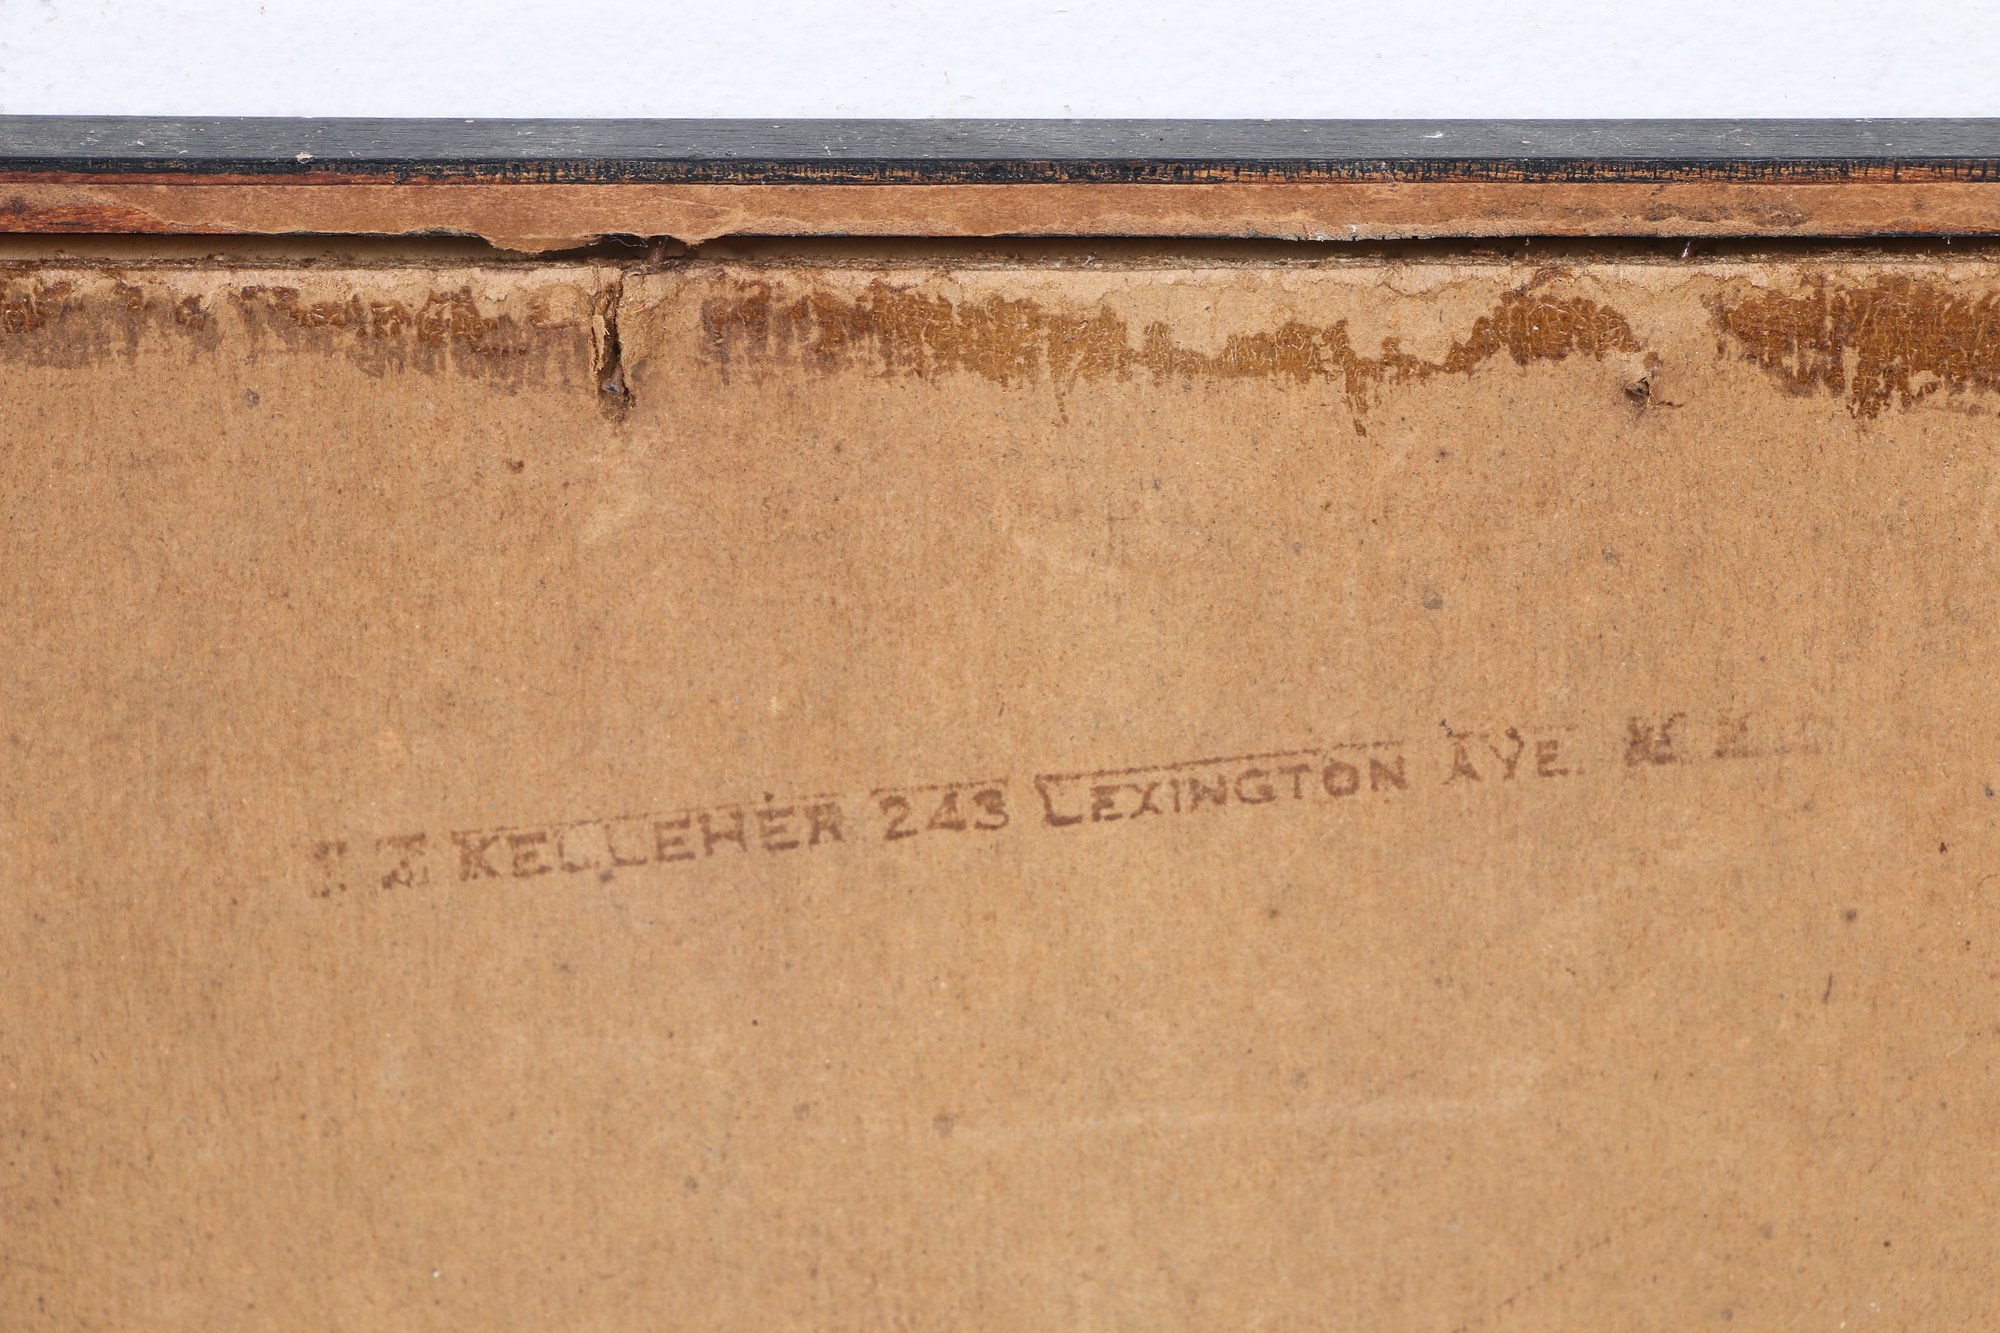 KELLEHER 243 LEXINGTON AVE.